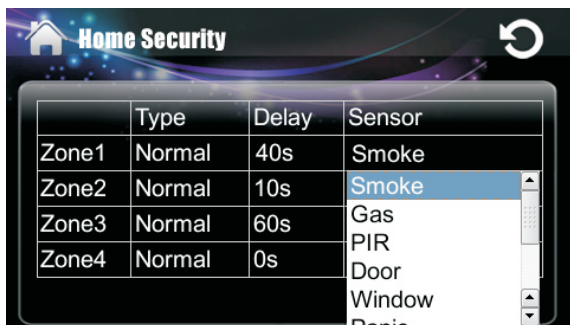 Home Security
Type Delay Sensor
Zone1 Normal 40s Smoke
Zone2 Normal 10s Smoke
Zone3 Normal 60s Gas
PIR
Zone4 Normal 0s Door
Window
Panic